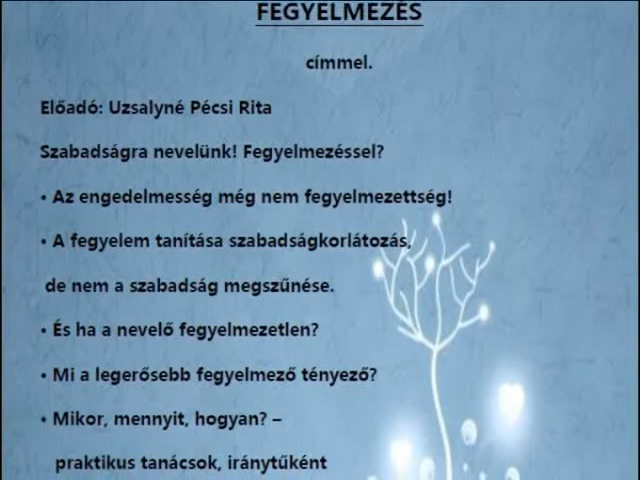 FEGYELMEZÉS
címmel.
Előadó: Uzsalyné Pécsi Rita
Szabadságra nevelünk! Fegyelmezéssel?
• Az engedelmesség még nem fegyelmezettség!
• A fegyelem tanítása szabadságkorlátozás,
de nem a szabadság megszűnése.
• És ha a nevelő fegyelmezetlen?
• Mi a legerősebb fegyelmező tényező?
• Mikor, mennyit, hogyan? –
praktikus tanácsok, iránytűként